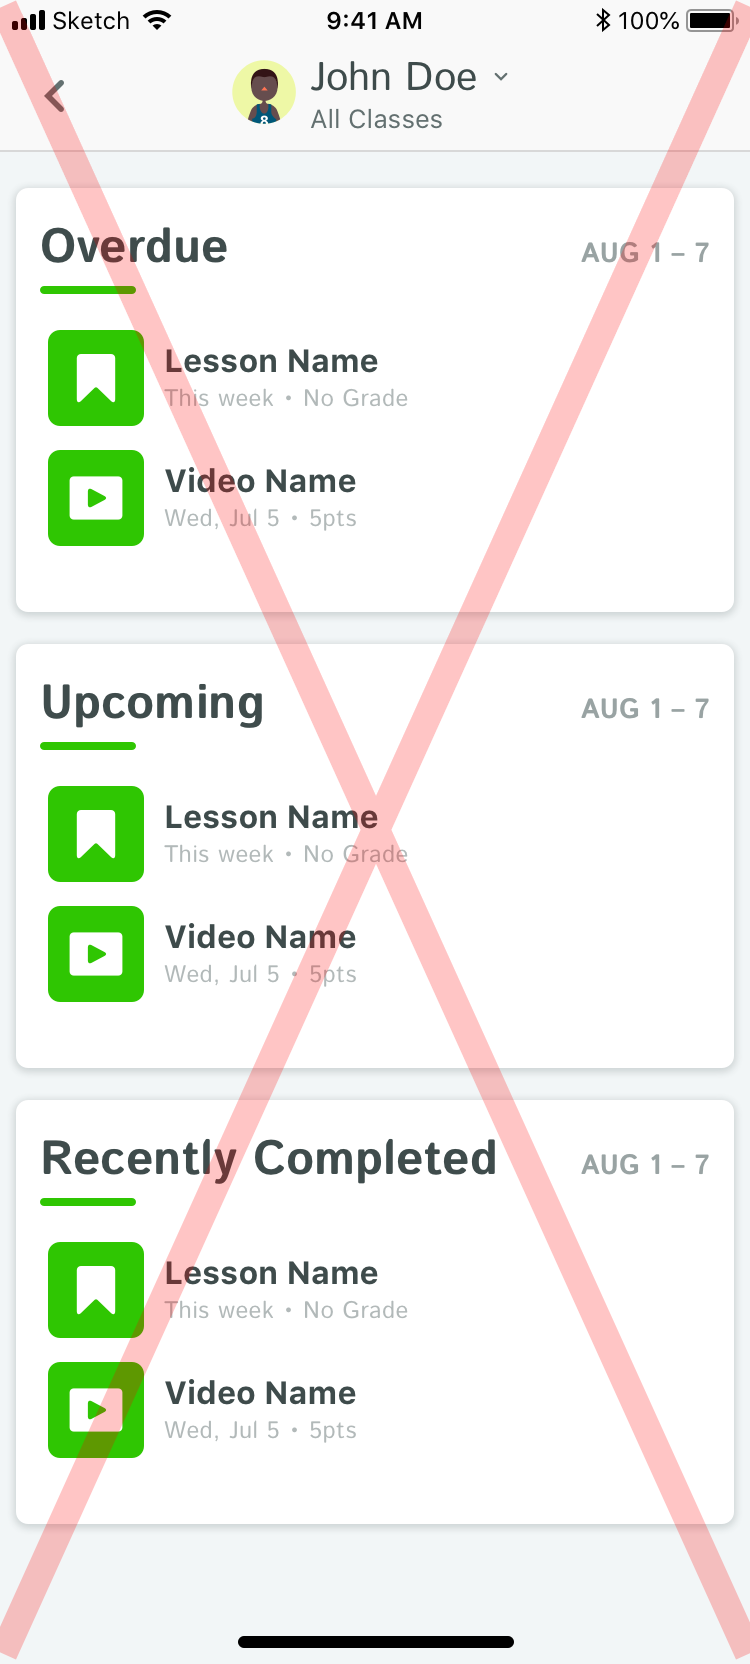 Sketch 9:41 AM 100%
John Doe
All Classes
8
Overdue AUG 1 – 7
Lesson Name
This week • No Grade
Video Name
Wed, Jul 5 • 5pts
Upcoming AUG 1 – 7
Lesson Name
This week • No Grade
Video Name
Wed, Jul 5 • 5pts
Recently Completed AUG 1 – 7
Lesson Name
This week • No Grade
Video Name
Wed, Jul 5 • 5pts